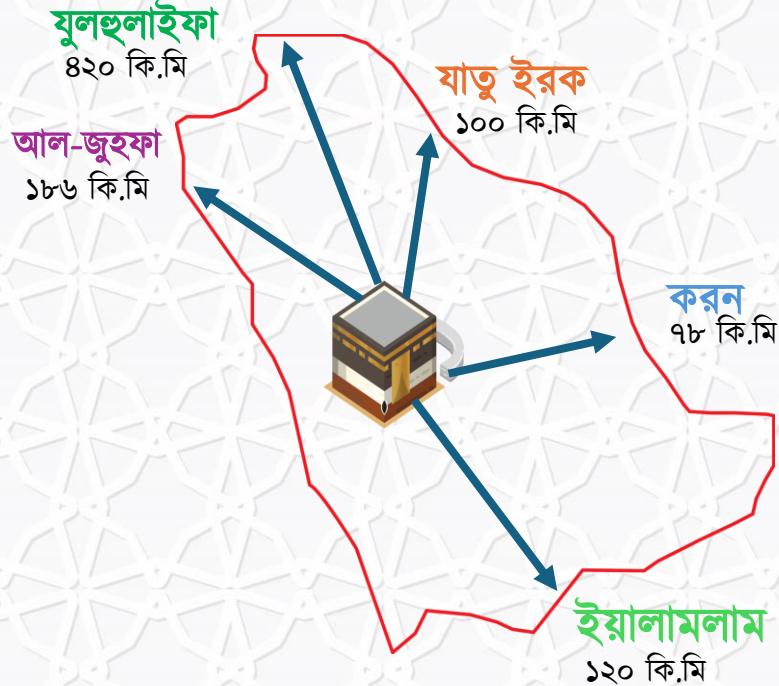 যুলহুলাইফা
৪২০ কি.মি
যাতু ইরক
১০০ কি.মি
আল-জুহফা
১৮৬ কি.মি
করন
৭৮ কি.মি
ইয়ালামলাম
১২০ কি.মি